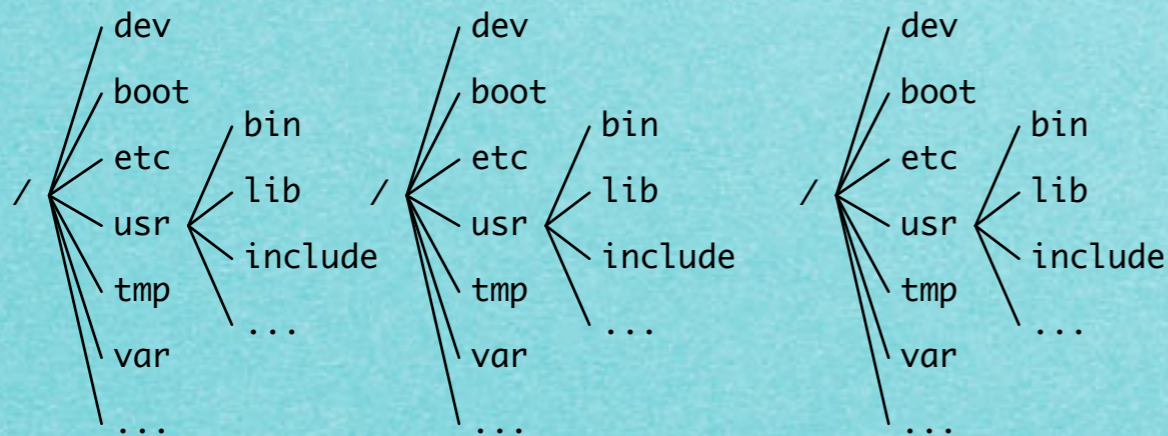 dev dev dev
boot boot boot
bin bin bin
etc etc etc
/ lib / lib / lib
usr usr usr
include include include
tmp tmp tmp
... ... ...
var var var
... ... ...